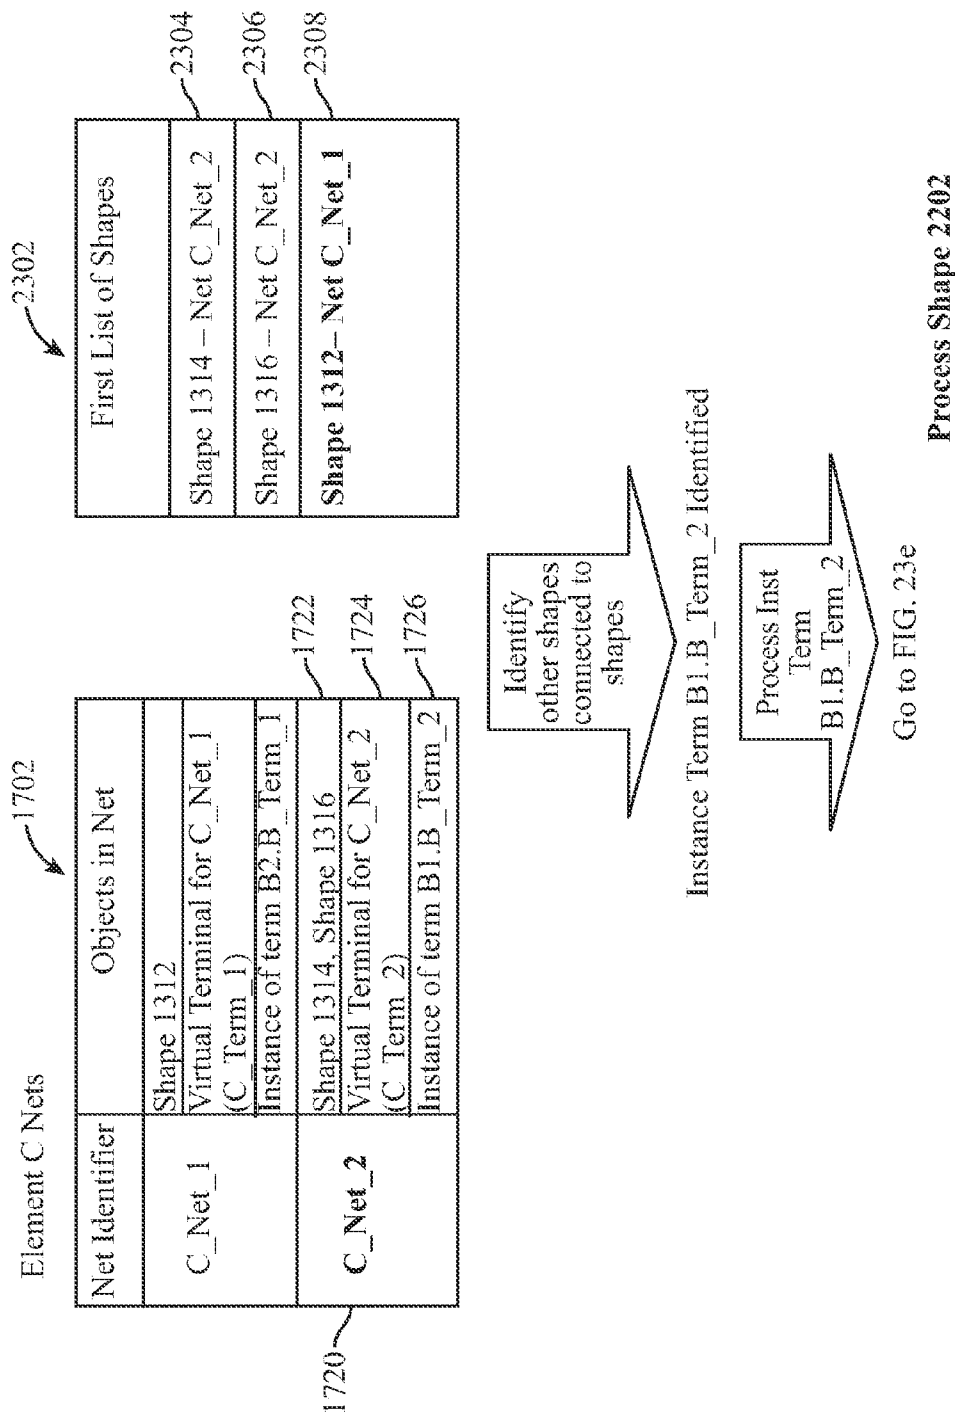 Element C Nets
1702
Net Identifier
Objects in Net
C_Net_1
Shape 1312
Virtual Terminal for C_Net_1
(C_Term_1)
Instance of term B2.B_Term_1
1720
C_Net_2
Shape 1314, Shape 1316
Virtual Terminal for C_Net_2
(C_Term_2)
Instance of term B1.B_Term_2
1722
1724
1726
2302
First List of Shapes
Shape 1314 – Net C_Net_2
Shape 1316 – Net C_Net_2
Shape 1312– Net C_Net_1
2304
2306
2308
Identify
other shapes
connected to
shapes
Instance Term B1.B_Term_2 Identified
Process Inst
Term
B1.B_Term_2
Go to FIG. 23e
Process Shape 2202